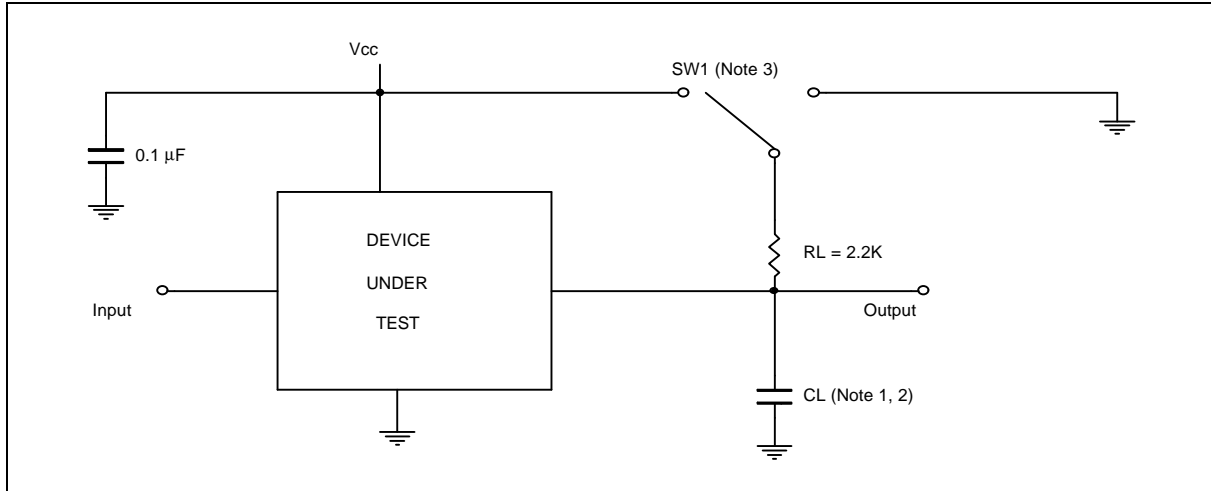 Vcc
SW1 (Note 3)
0.1 μF
DEVICE
UNDER
TEST
RL = 2.2K
Input
Output
CL (Note 1, 2)